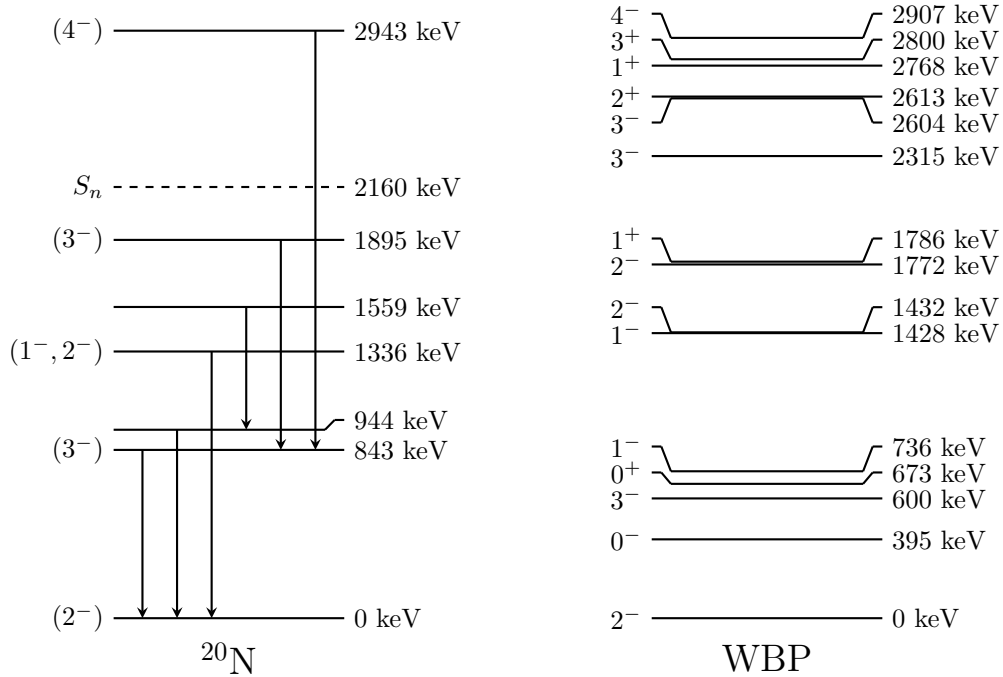 (4⁻) 2943 keV
Sₙ 2160 keV
(3⁻) 1895 keV
1559 keV
(1⁻, 2⁻) 1336 keV
944 keV
(3⁻) 843 keV
(2⁻) 0 keV
²⁰N
4⁻ 2907 keV
3⁺ 2800 keV
1⁺ 2768 keV
2⁺ 2613 keV
3⁻ 2604 keV
3⁻ 2315 keV
1⁺ 1786 keV
2⁻ 1772 keV
2⁻ 1432 keV
1⁻ 1428 keV
1⁻ 736 keV
0⁺ 673 keV
3⁻ 600 keV
0⁻ 395 keV
2⁻ 0 keV
WBP